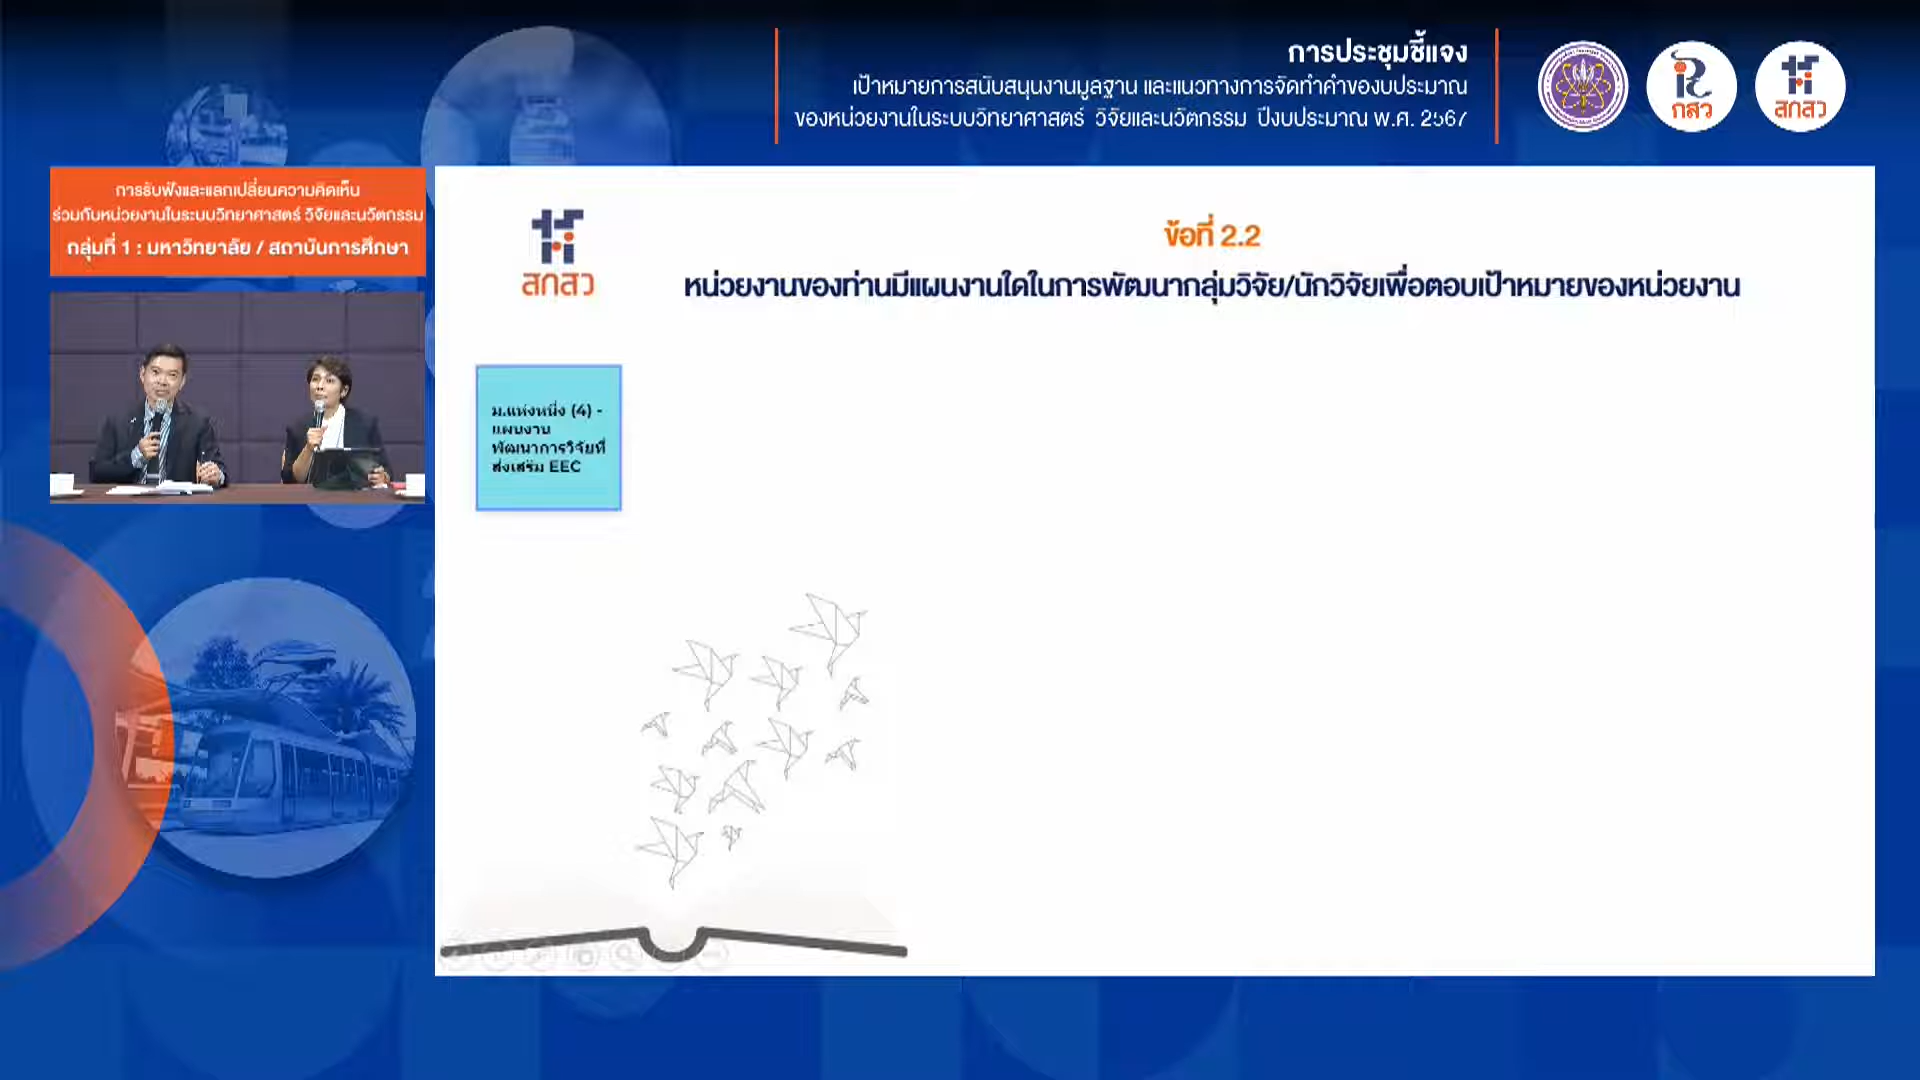 การประชุมชี้แจง
เป้าหมายการสนับสนุนงานมูลฐาน และแนวทางการจัดทำคำของบประมาณ
ของหน่วยงานในระบบวิทยาศาสตร์ วิจัยและนวัตกรรม ปีงบประมาณ พ.ศ. 2567
กสว
สกสว
การรับฟังและแลกเปลี่ยนความคิดเห็น
ร่วมกับหน่วยงานในระบบวิทยาศาสตร์ วิจัยและนวัตกรรม
กลุ่มที่ 1 : มหาวิทยาลัย / สถาบันการศึกษา
สกสว
ข้อที่ 2.2
หน่วยงานของท่านมีแผนงานใดในการพัฒนากลุ่มวิจัย/นักวิจัยเพื่อตอบเป้าหมายของหน่วยงาน
ม.แห่งหนึ่ง (4) -
แผนงาน
พัฒนาการวิจัยที่
ส่งเสริม EEC